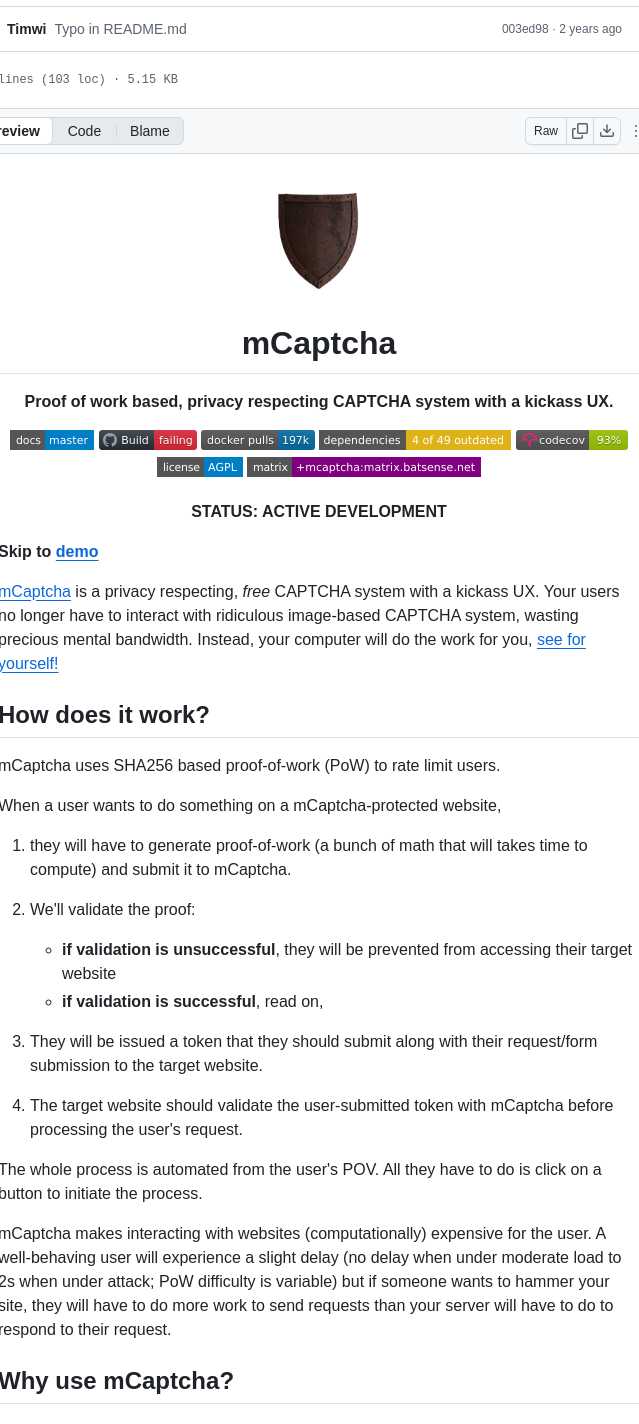 Timwi Typo in README.md 003ed98 · 2 years ago
lines (103 loc) · 5.15 KB
review Code Blame Raw
mCaptcha
Proof of work based, privacy respecting CAPTCHA system with a kickass UX.
docs master Build failing docker pulls 197k dependencies 4 of 49 outdated codecov 93%
license AGPL matrix +mcaptcha:matrix.batsense.net
STATUS: ACTIVE DEVELOPMENT
Skip to demo
mCaptcha is a privacy respecting, free CAPTCHA system with a kickass UX. Your users
no longer have to interact with ridiculous image-based CAPTCHA system, wasting
precious mental bandwidth. Instead, your computer will do the work for you, see for
yourself!
How does it work?
mCaptcha uses SHA256 based proof-of-work (PoW) to rate limit users.
When a user wants to do something on a mCaptcha-protected website,
1. they will have to generate proof-of-work (a bunch of math that will takes time to
compute) and submit it to mCaptcha.
2. We'll validate the proof:
◦ if validation is unsuccessful, they will be prevented from accessing their target
website
◦ if validation is successful, read on,
3. They will be issued a token that they should submit along with their request/form
submission to the target website.
4. The target website should validate the user-submitted token with mCaptcha before
processing the user's request.
The whole process is automated from the user's POV. All they have to do is click on a
button to initiate the process.
mCaptcha makes interacting with websites (computationally) expensive for the user. A
well-behaving user will experience a slight delay (no delay when under moderate load to
2s when under attack; PoW difficulty is variable) but if someone wants to hammer your
site, they will have to do more work to send requests than your server will have to do to
respond to their request.
Why use mCaptcha?